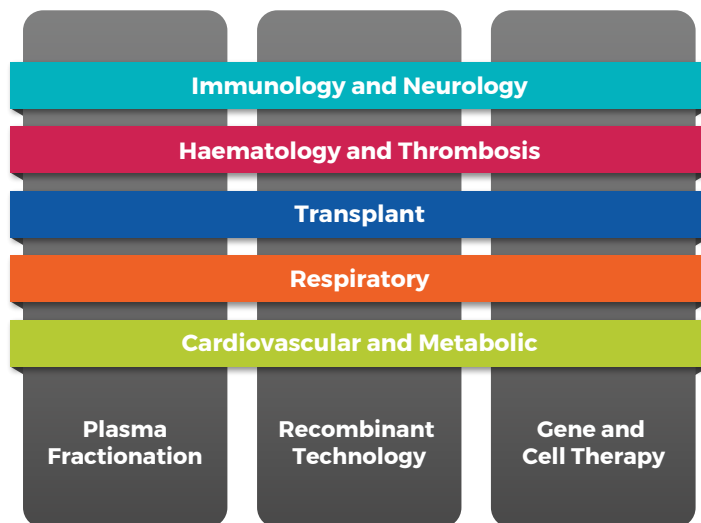 Immunology and Neurology
Haematology and Thrombosis
Transplant
Respiratory
Cardiovascular and Metabolic
Plasma
Fractionation
Recombinant
Technology
Gene and
Cell Therapy